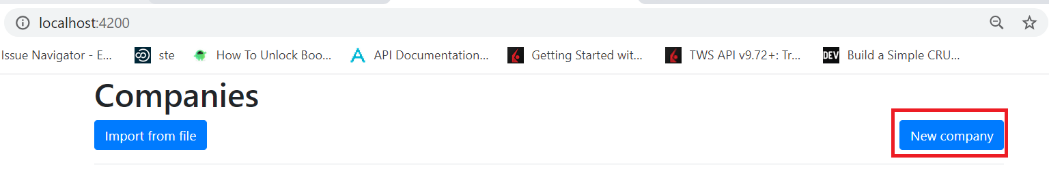 localhost:4200
Issue Navigator - E... ste How To Unlock Boo... API Documentation... Getting Started wit... TWS API v9.72+: Tr... DEV Build a Simple CRU...
Companies
Import from file New company